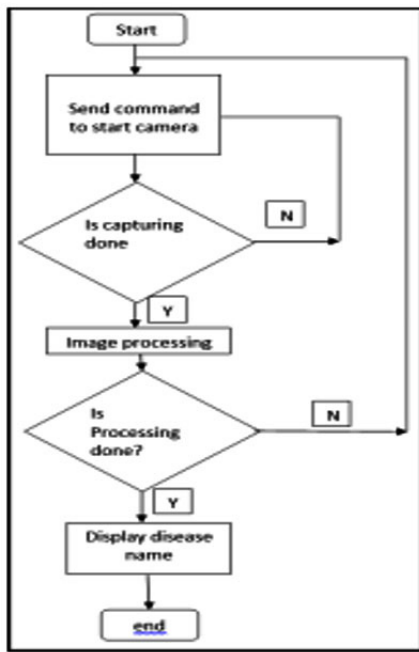 Start
Send command
to start camera
Is capturing
done
N
Y
Image processing
Is
Processing
done?
N
Y
Display disease
name
end